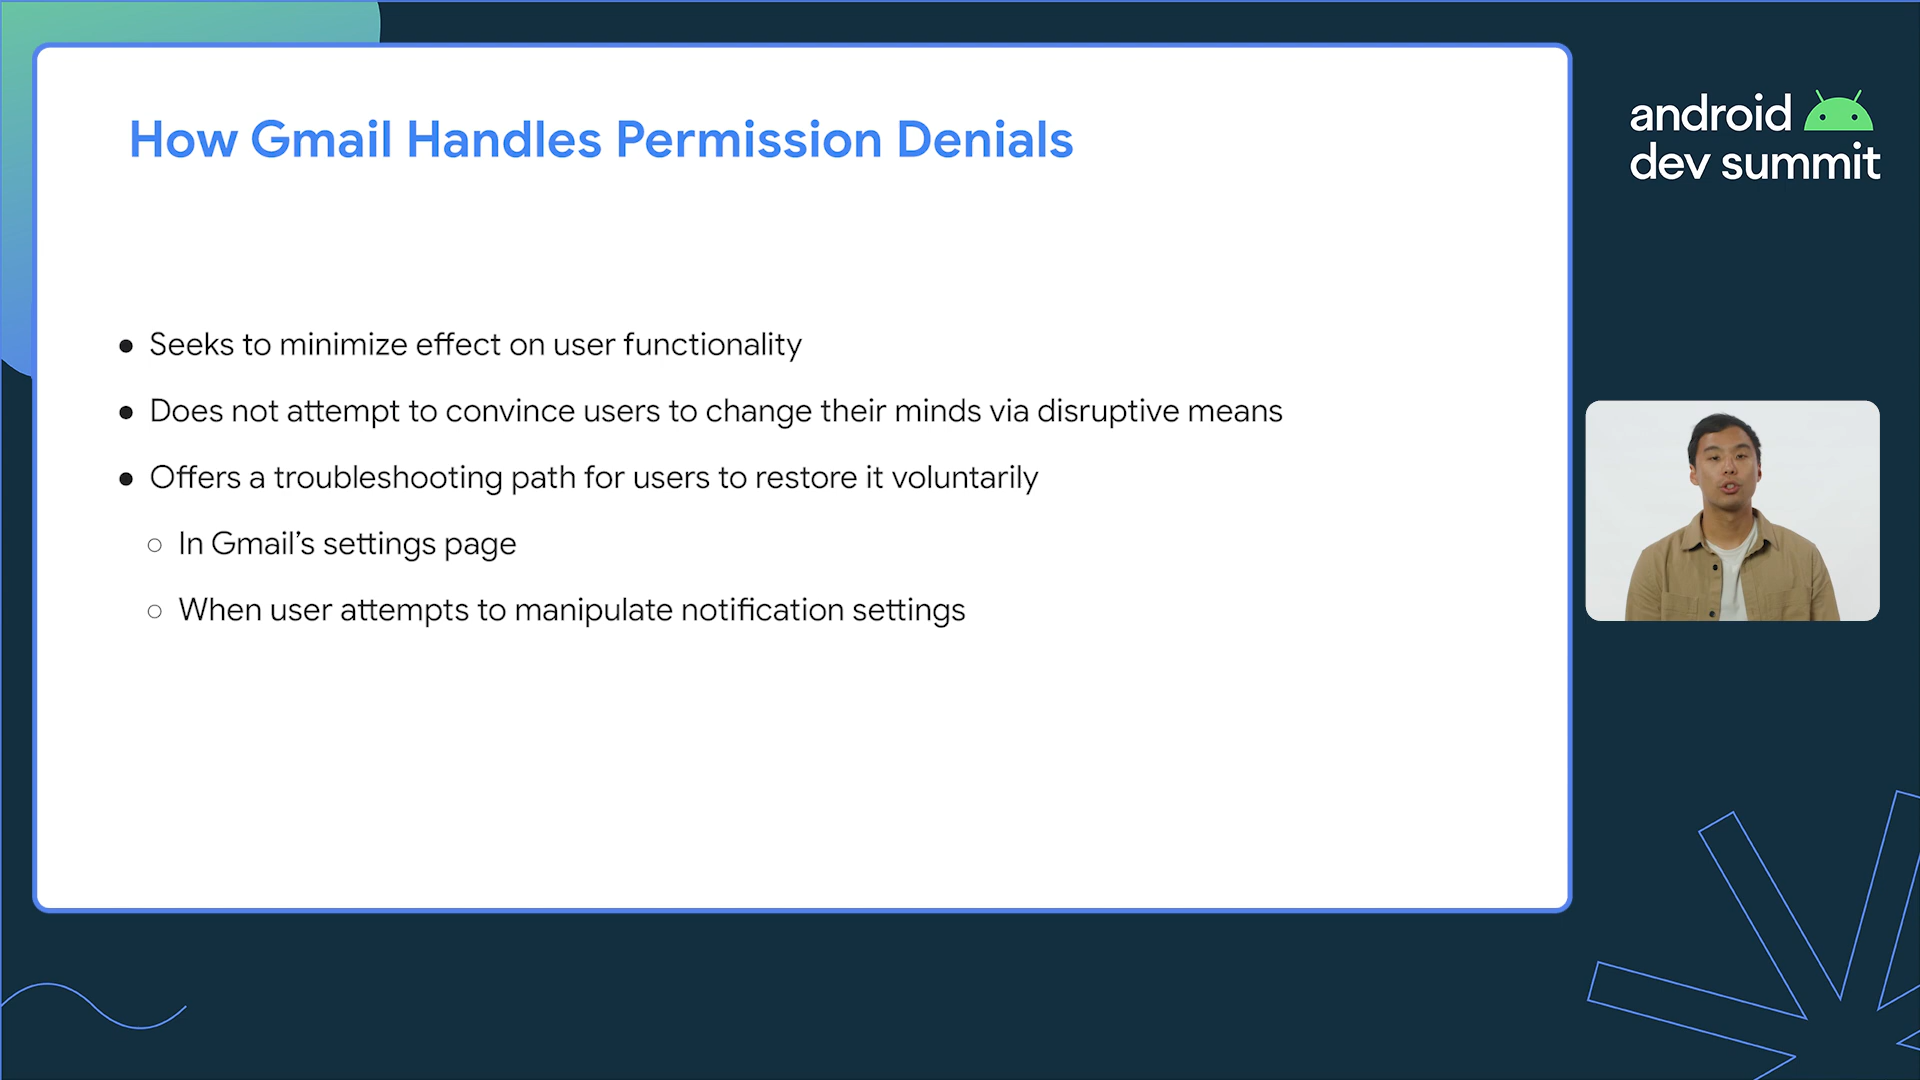 How Gmail Handles Permission Denials
● Seeks to minimize effect on user functionality
● Does not attempt to convince users to change their minds via disruptive means
● Offers a troubleshooting path for users to restore it voluntarily
○ In Gmail’s settings page
○ When user attempts to manipulate notification settings
android
dev summit